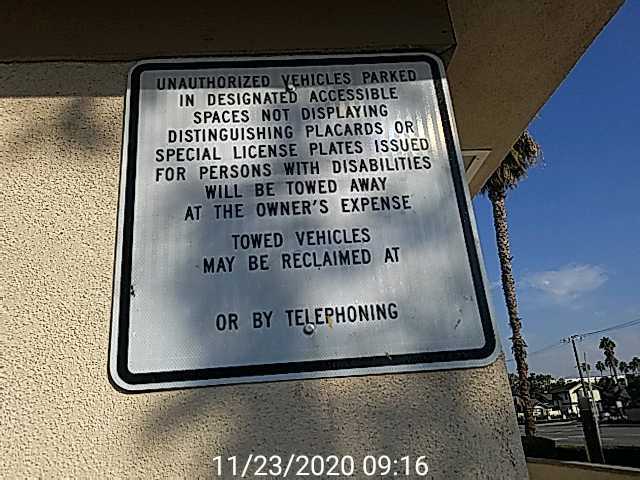 UNAUTHORIZED VEHICLES PARKED
IN DESIGNATED ACCESSIBLE
SPACES NOT DISPLAYING
DISTINGUISHING PLACARDS OR
SPECIAL LICENSE PLATES ISSUED
FOR PERSONS WITH DISABILITIES
WILL BE TOWED AWAY
AT THE OWNER'S EXPENSE
TOWED VEHICLES
MAY BE RECLAIMED AT
OR BY TELEPHONING
11/23/2020 09:16